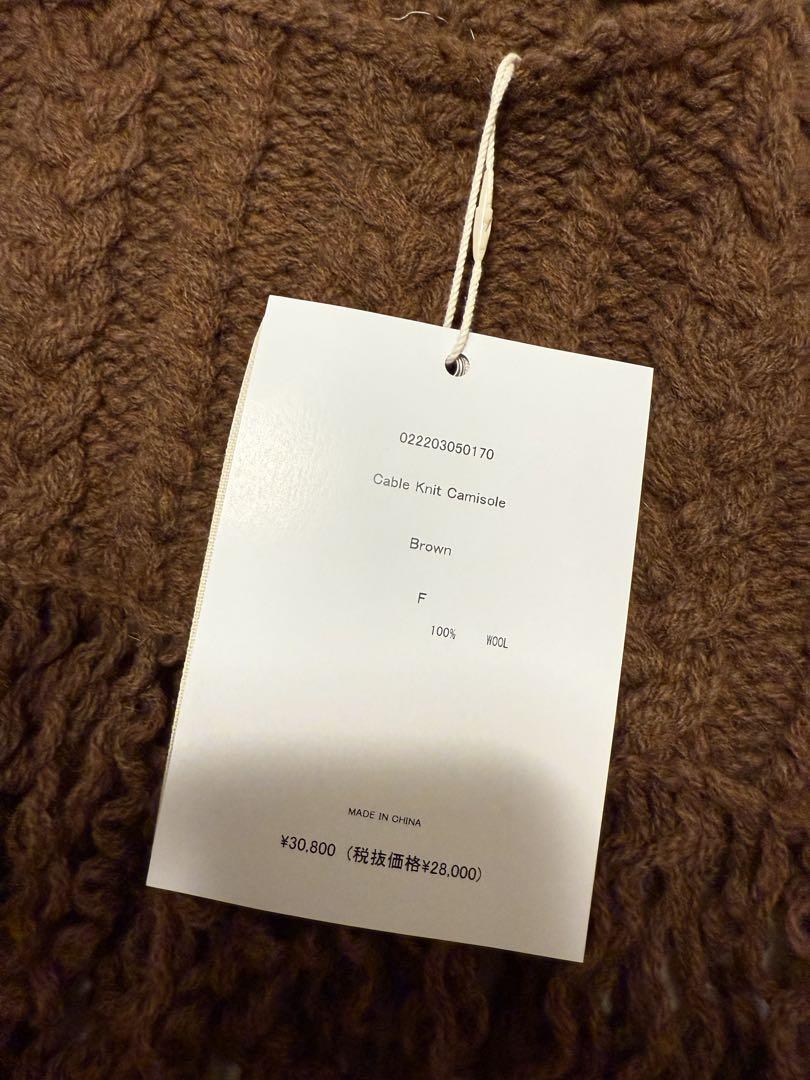 022203050170
Cable Knit Camisole
Brown
F
100% WOOL
MADE IN CHINA
¥30,800 (税抜価格¥28,000)